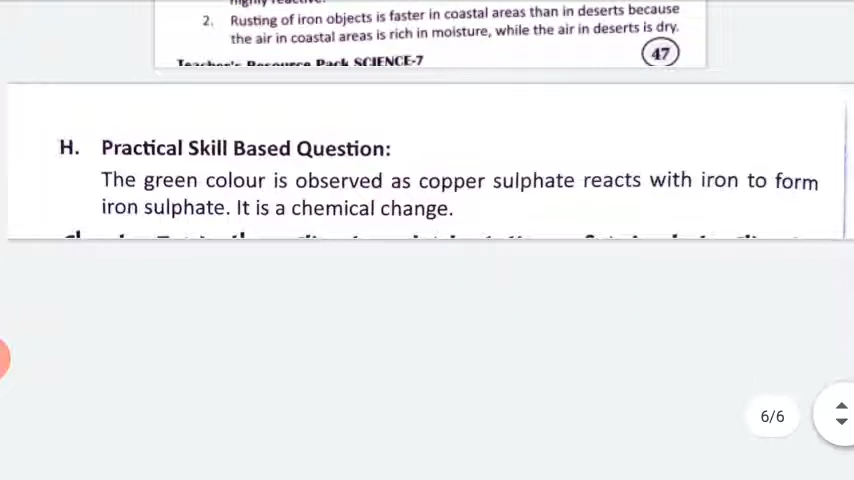 2. Rusting of iron objects is faster in coastal areas than in deserts because
the air in coastal areas is rich in moisture, while the air in deserts is dry.
Teacher's Resource Pack SCIENCE-7
47
H. Practical Skill Based Question:
The green colour is observed as copper sulphate reacts with iron to form
iron sulphate. It is a chemical change.
6/6